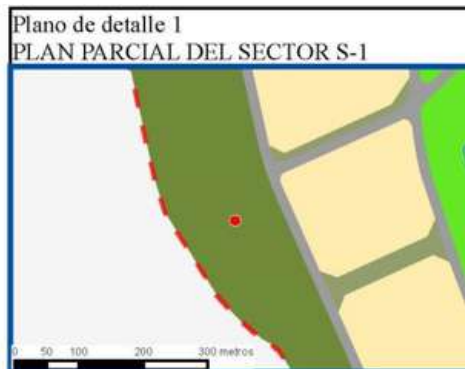 Plano de detalle 1
PLAN PARCIAL DEL SECTOR S-1
0 50 100 200 300 metros